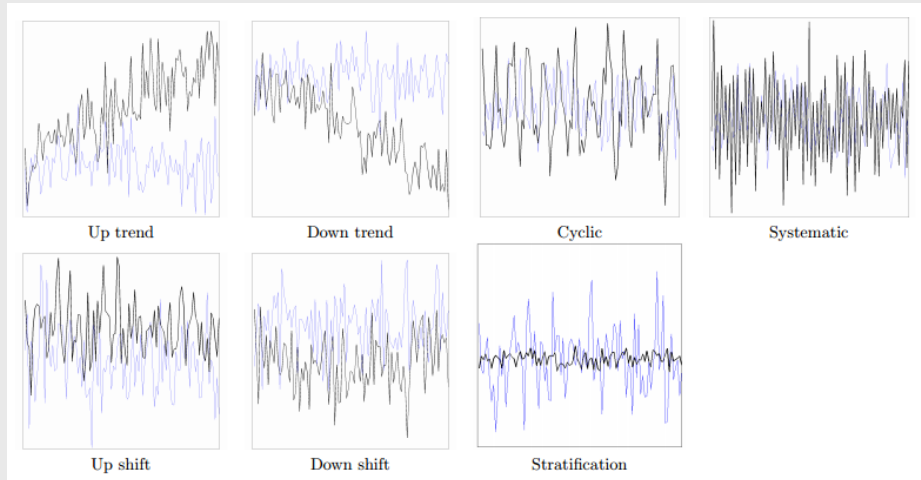 Up trend
Down trend
Cyclic
Systematic
Up shift
Down shift
Stratification